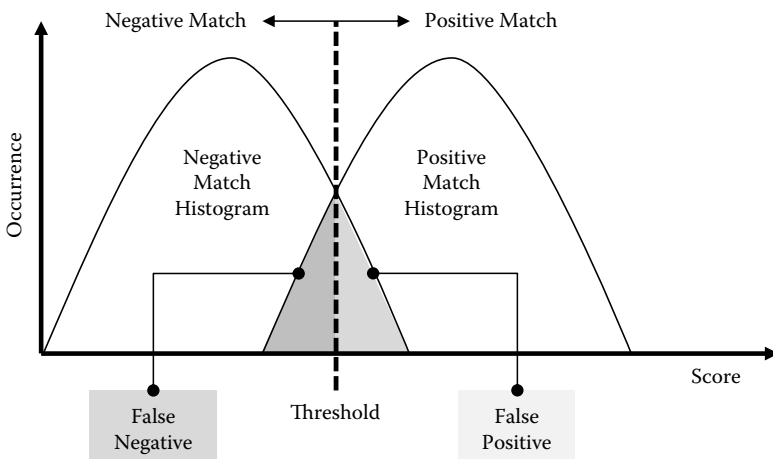 Negative Match
Positive Match
Occurrence
Negative
Match
Histogram
Positive
Match
Histogram
Score
False
Negative
Threshold
False
Positive